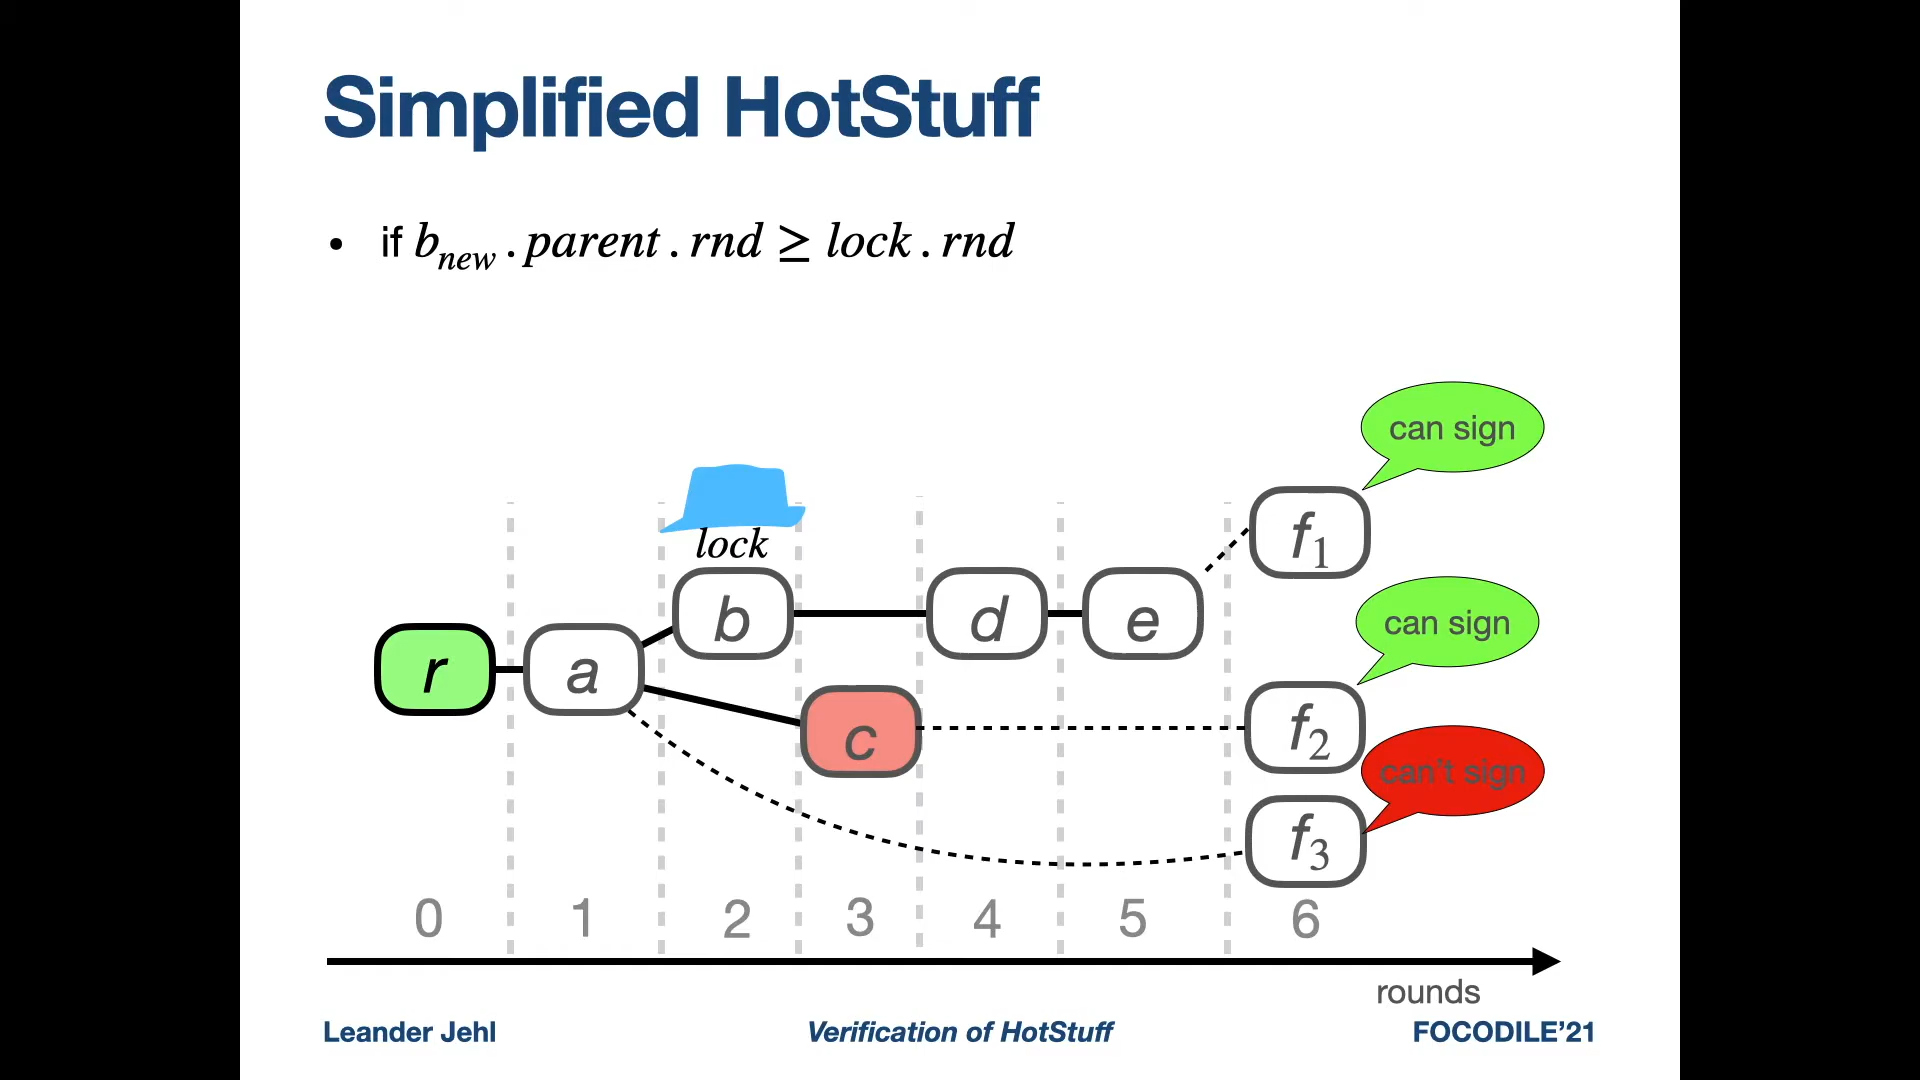 Simplified HotStuff
• if b_new . parent . rnd ≥ lock . rnd
can sign
lock
f1
can sign
b d e
r a
c f2
can't sign
f3
0 1 2 3 4 5 6
rounds
Leander Jehl Verification of HotStuff FOCODILE’21